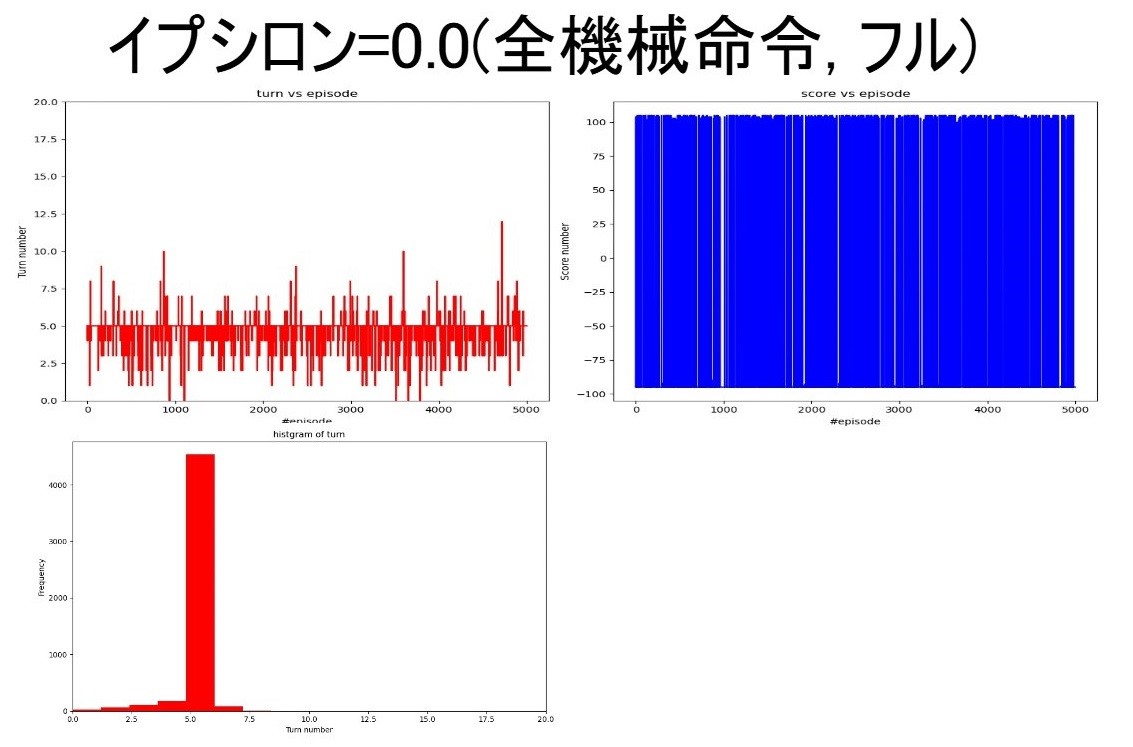 イプシロン=0.0(全機械命令, フル)
turn vs episode
20.0
17.5
15.0
12.5
10.0
7.5
5.0
2.5
0.0
Turn number
0 1000 2000 3000 4000 5000
#episode
score vs episode
100
75
50
25
0
−25
−50
−75
−100
Score number
0 1000 2000 3000 4000 5000
#episode
histgram of turn
4000
3000
2000
1000
0
Frequency
0.0 2.5 5.0 7.5 10.0 12.5 15.0 17.5 20.0
Turn number